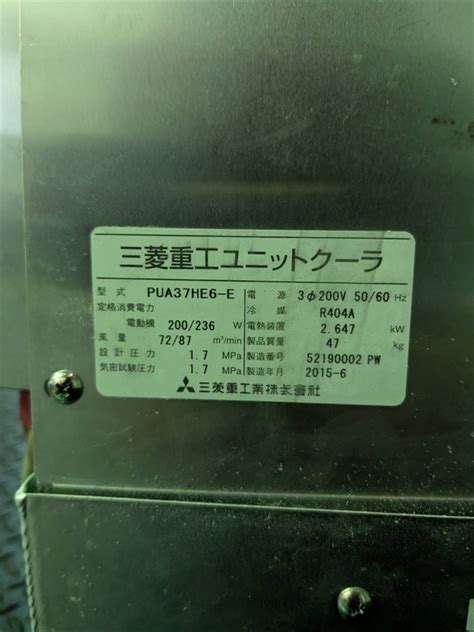 三菱重工ユニットクーラ
型式 PUA37HE6-E 電源 3φ200V 50/60 Hz
定格消費電力 冷媒 R404A
電動機 200/236 W 電熱装置 2.647 kW
風量 72/87 m³/min 製品質量 47 kg
設計圧力 1.7 MPa 製造番号 52190002 PW
気密試験圧力 1.7 MPa 製造年月 2015-6
三菱重工業株式会社